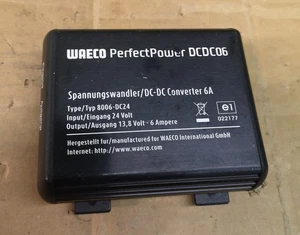 WAECO PerfectPower DCDC06
Spannungswandler/DC-DC Converter 6A
Type/Typ 8006-DC24
Input/Eingang 24 Volt
Output/Ausgang 13,8 Volt - 6 Ampere
e1
022177
Hergestellt für/manufactured for WAECO International GmbH
Internet: http://www.waeco.com